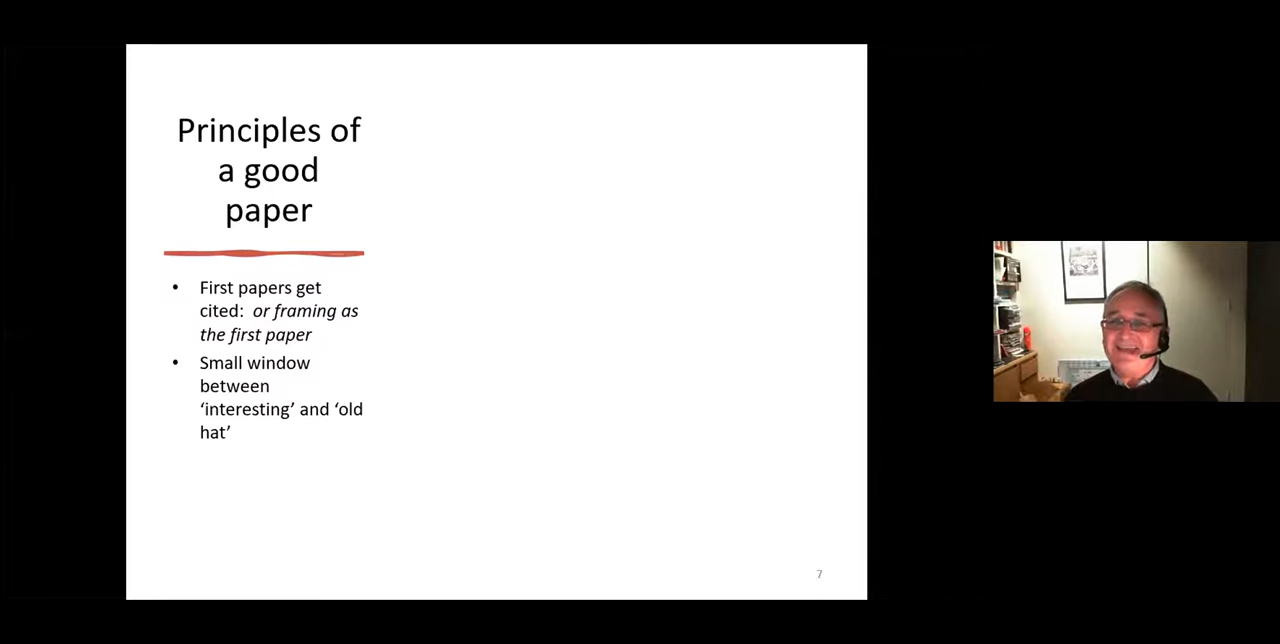 Principles of
a good
paper
• First papers get
cited:  or framing as
the first paper
• Small window
between
‘interesting’ and ‘old
hat’
7